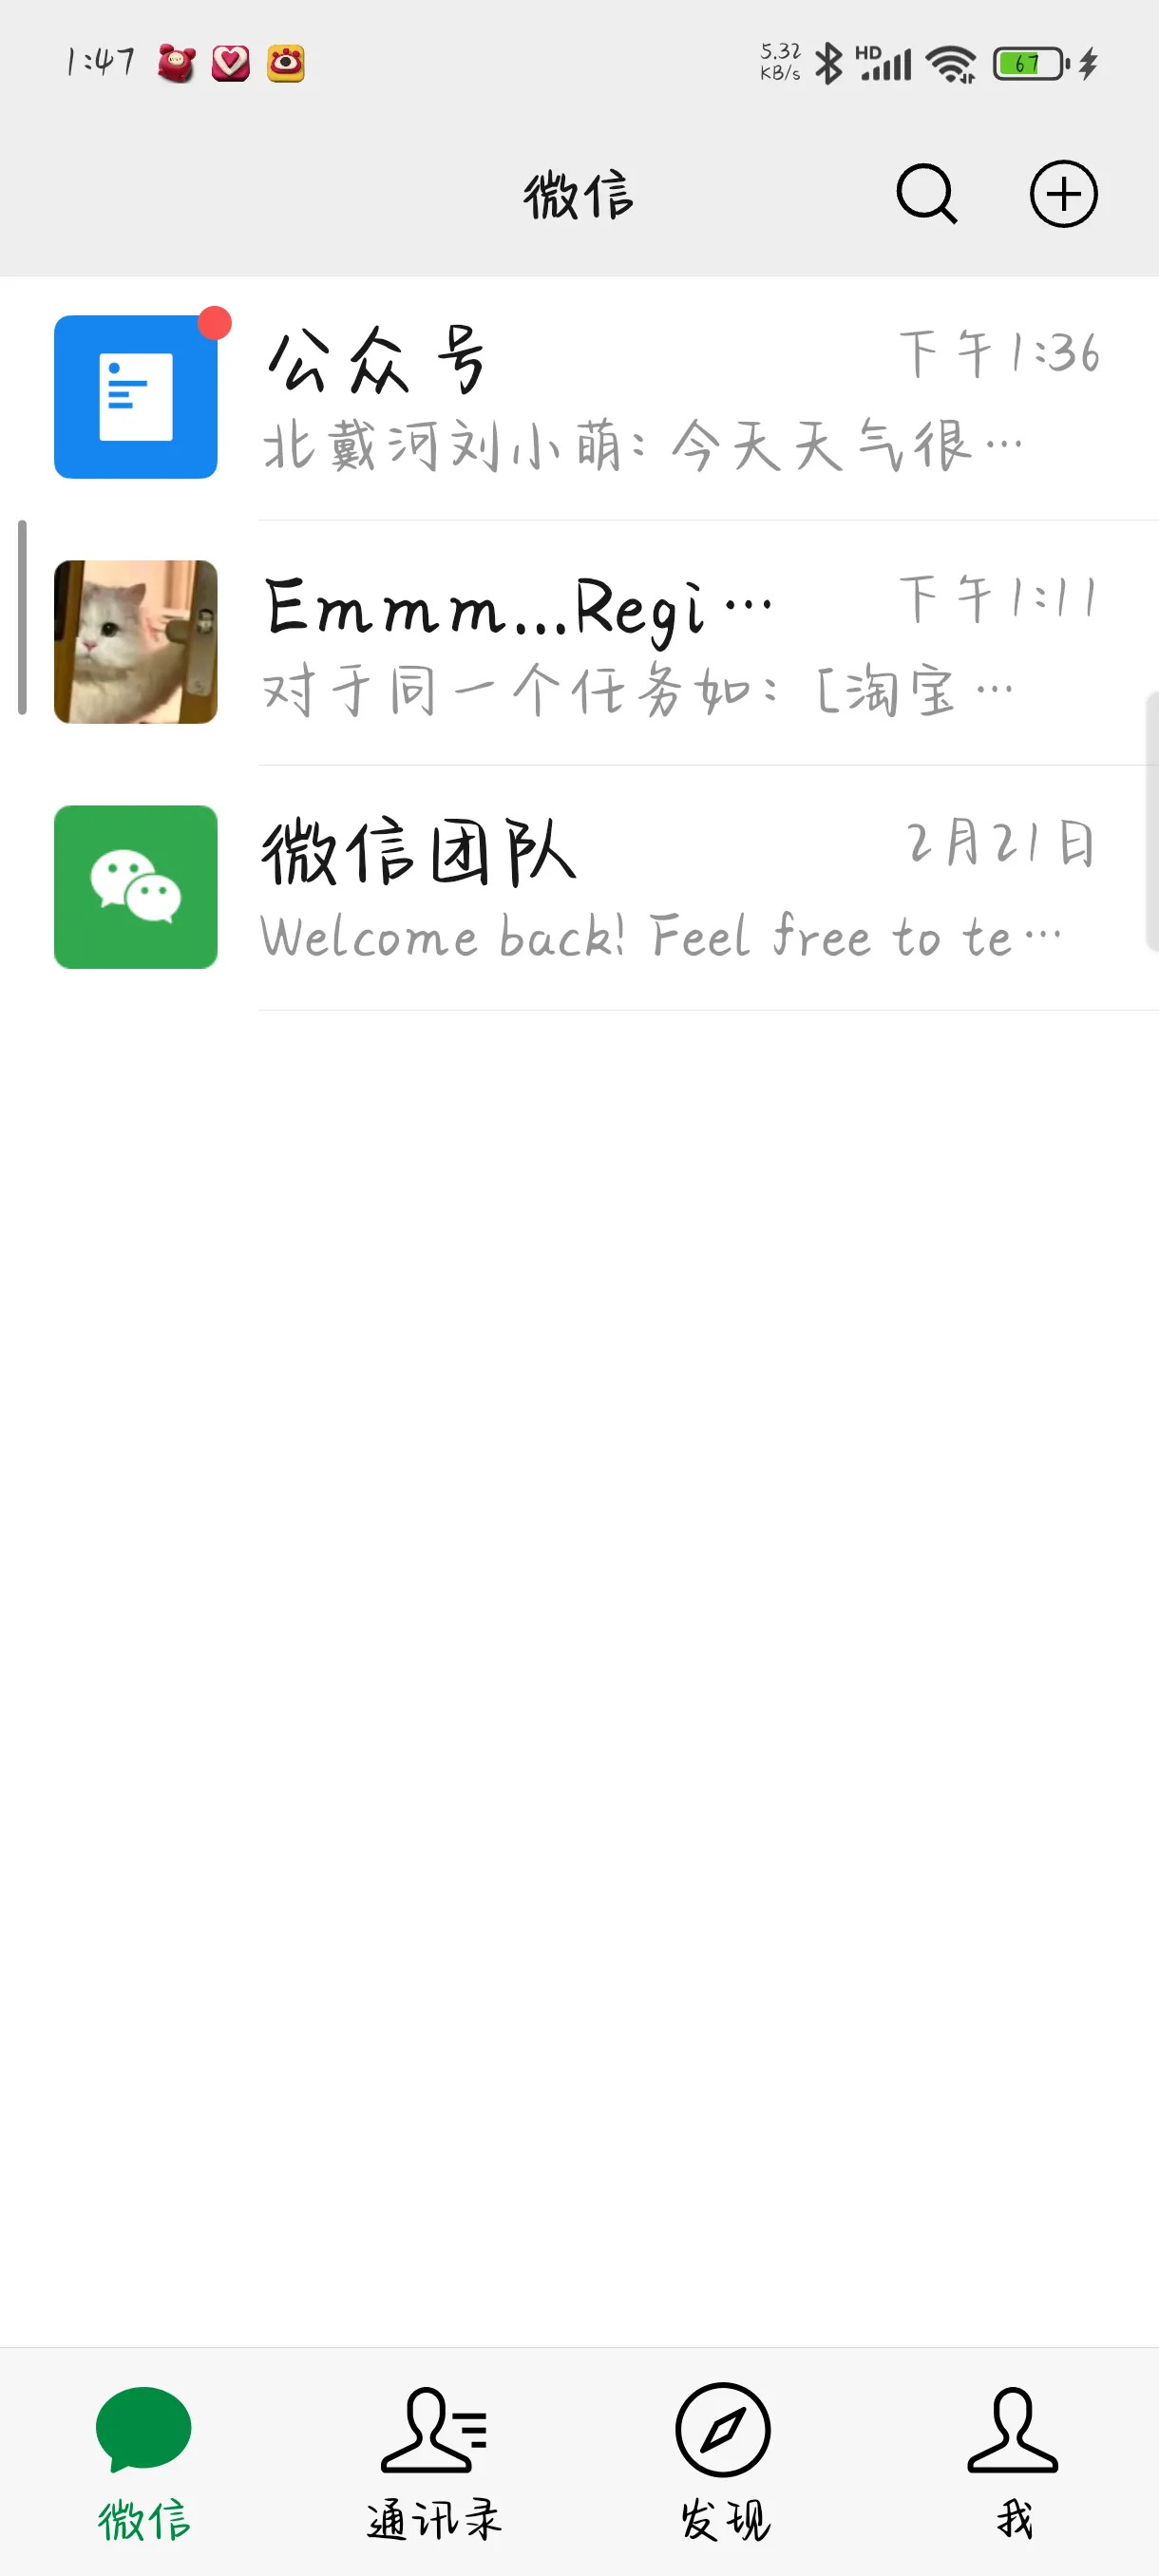 1:47
5.32 KB/s HD 67
微信
公众号 下午1:36
北戴河刘小萌: 今天天气很…
Emmm...Regi… 下午1:11
对于同一个任务如: [淘宝…
微信团队 2月21日
Welcome back! Feel free to te…
微信 通讯录 发现 我